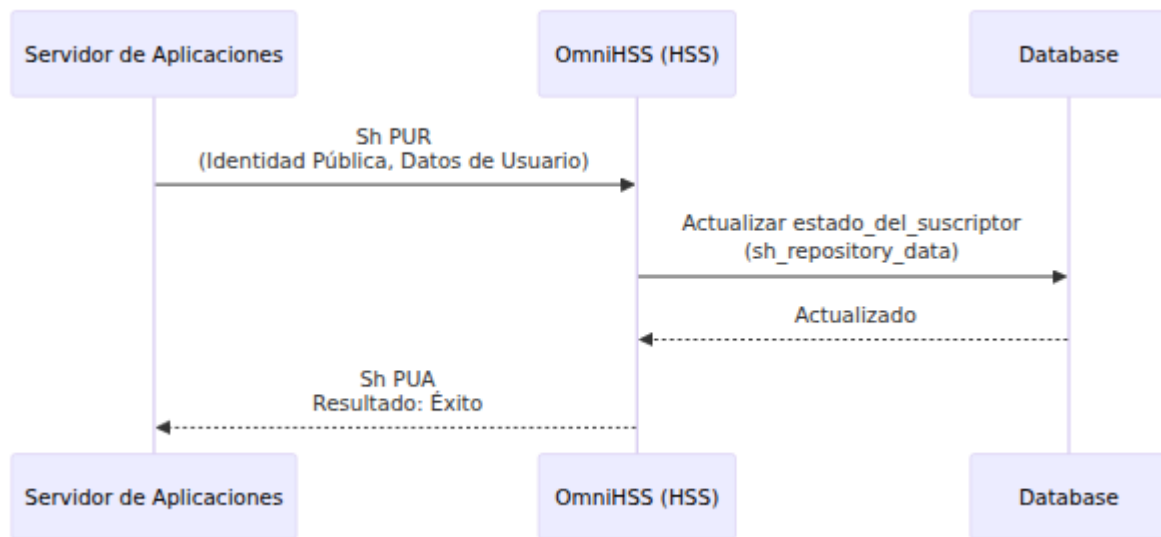 Servidor de Aplicaciones
OmniHSS (HSS)
Database
Sh PUR
(Identidad Pública, Datos de Usuario)
Actualizar estado_del_suscriptor
(sh_repository_data)
Actualizado
Sh PUA
Resultado: Éxito
Servidor de Aplicaciones
OmniHSS (HSS)
Database